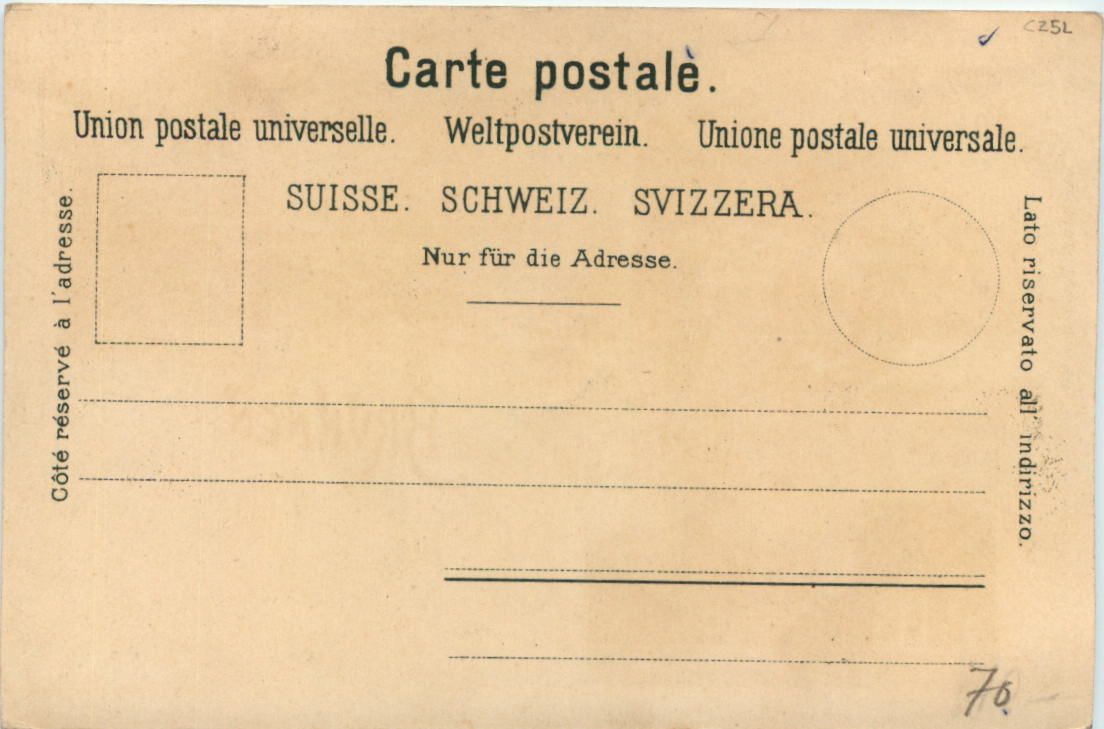 C25L
Carte postale.
Union postale universelle. Weltpostverein. Unione postale universale.
SUISSE. SCHWEIZ. SVIZZERA.
Nur für die Adresse.
Côté réservé à l'adresse.
Lato riservato all' indirizzo.
70